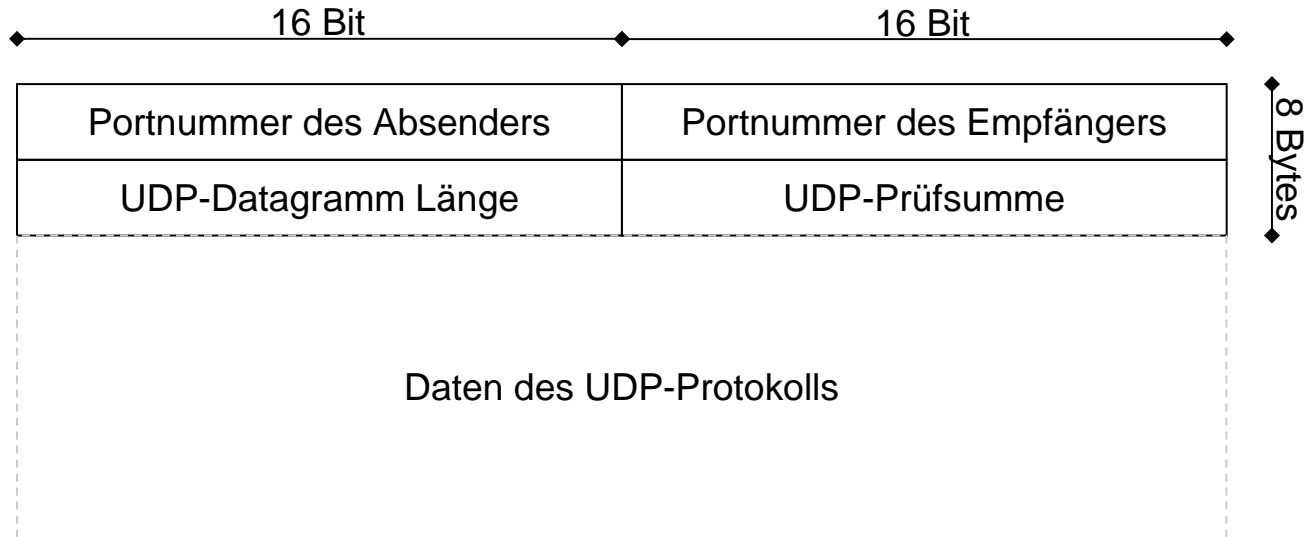 16 Bit
16 Bit
Portnummer des Absenders
Portnummer des Empfängers
8 Bytes
UDP-Datagramm Länge
UDP-Prüfsumme
Daten des UDP-Protokolls